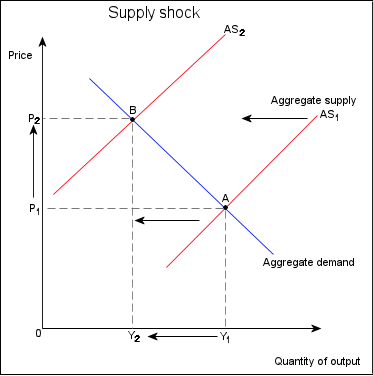 Supply shock
AS2
Price
Aggregate supply
B
P2
AS1
A
P1
Aggregate demand
0
Y2
Y1
Quantity of output